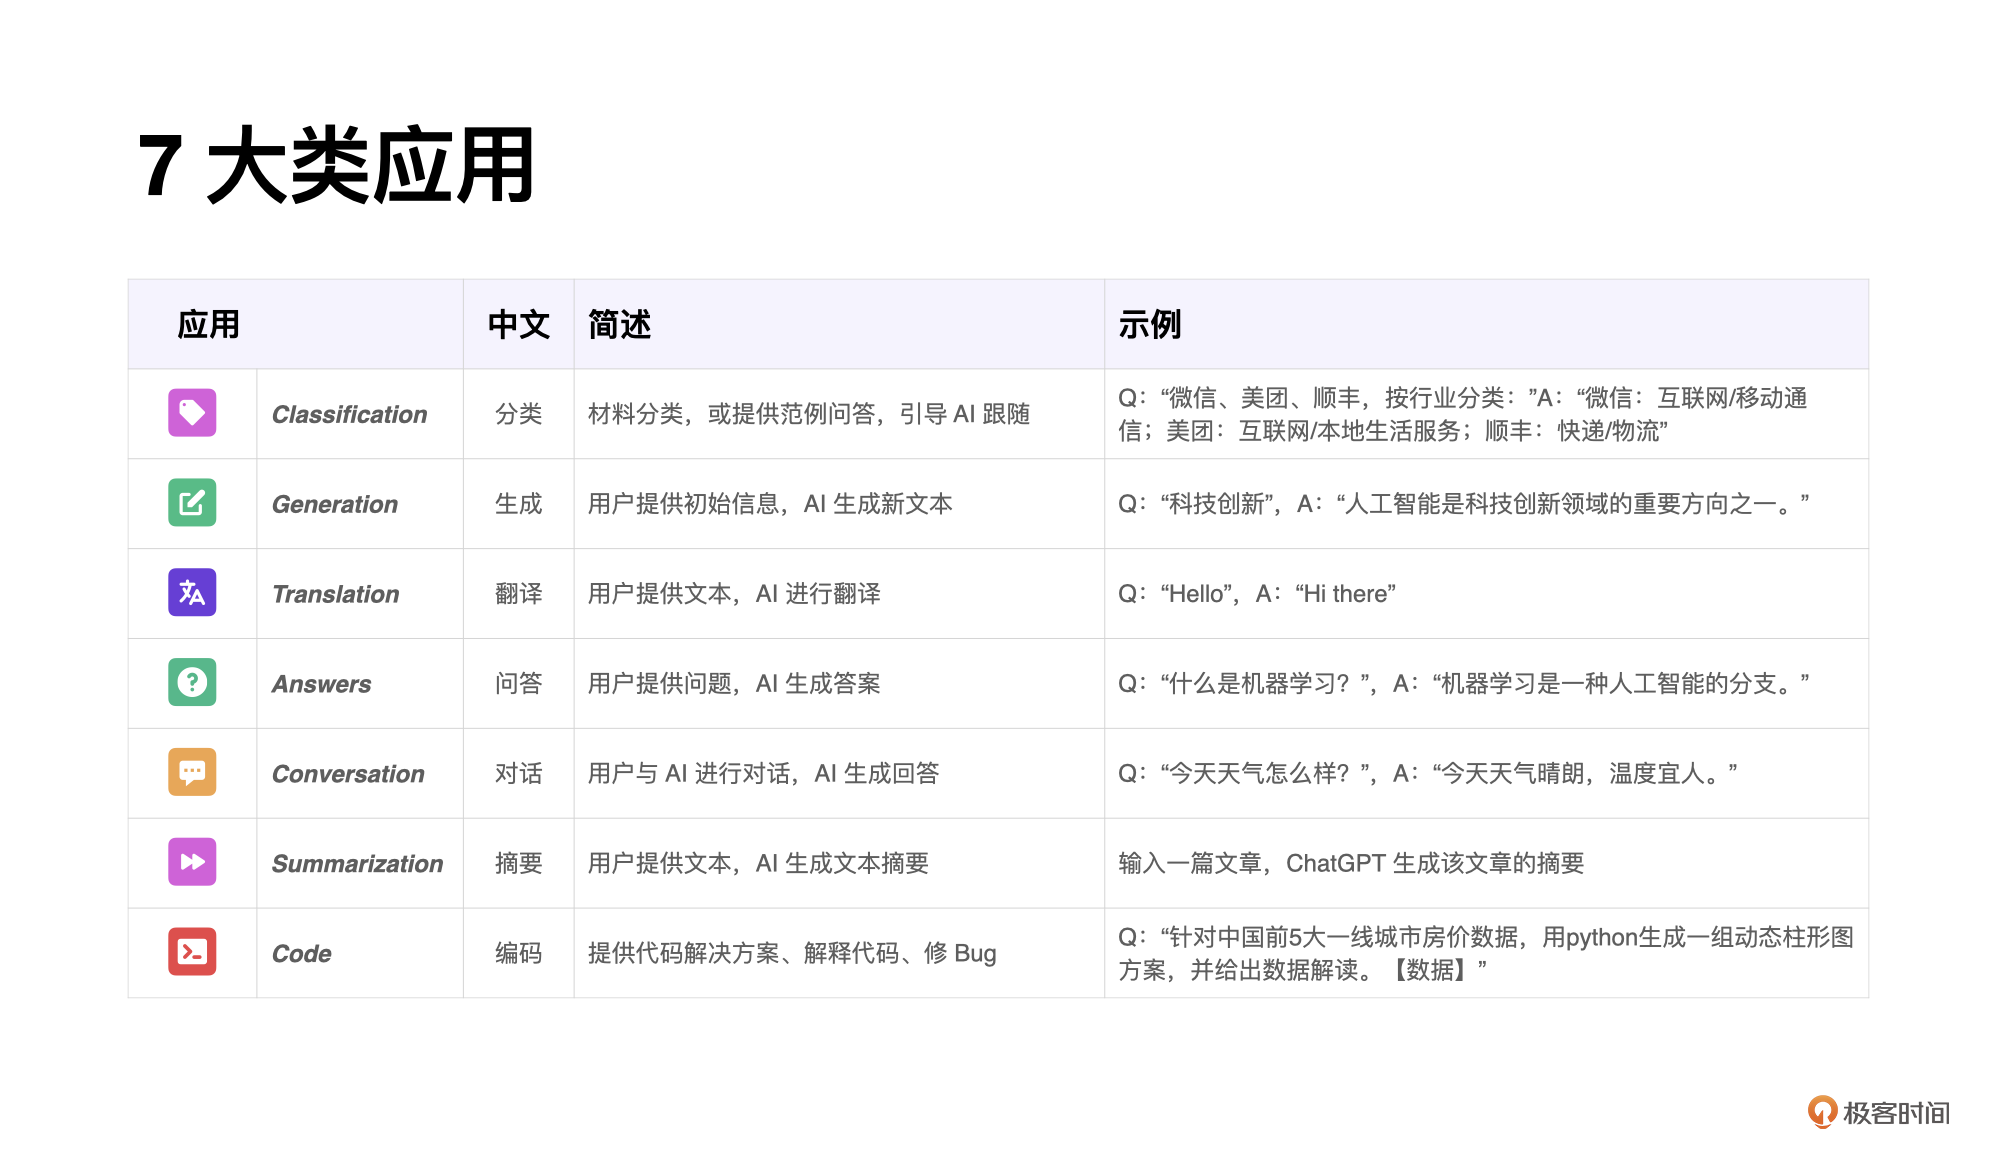 7 大类应用
应用 中文 简述 示例
Classification 分类 材料分类，或提供范例问答，引导 AI 跟随 Q：“微信、美团、顺丰，按行业分类：”A：“微信：互联网/移动通
信；美团：互联网/本地生活服务；顺丰：快递/物流”
Generation 生成 用户提供初始信息，AI 生成新文本 Q：“科技创新”，A：“人工智能是科技创新领域的重要方向之一。”
Translation 翻译 用户提供文本，AI 进行翻译 Q：“Hello”，A：“Hi there”
Answers 问答 用户提供问题，AI 生成答案 Q：“什么是机器学习？”，A：“机器学习是一种人工智能的分支。”
Conversation 对话 用户与 AI 进行对话，AI 生成回答 Q：“今天天气怎么样？”，A：“今天天气晴朗，温度宜人。”
Summarization 摘要 用户提供文本，AI 生成文本摘要 输入一篇文章，ChatGPT 生成该文章的摘要
Code 编码 提供代码解决方案、解释代码、修 Bug Q：“针对中国前5大一线城市房价数据，用python生成一组动态柱形图
方案，并给出数据解读。【数据】”
极客时间